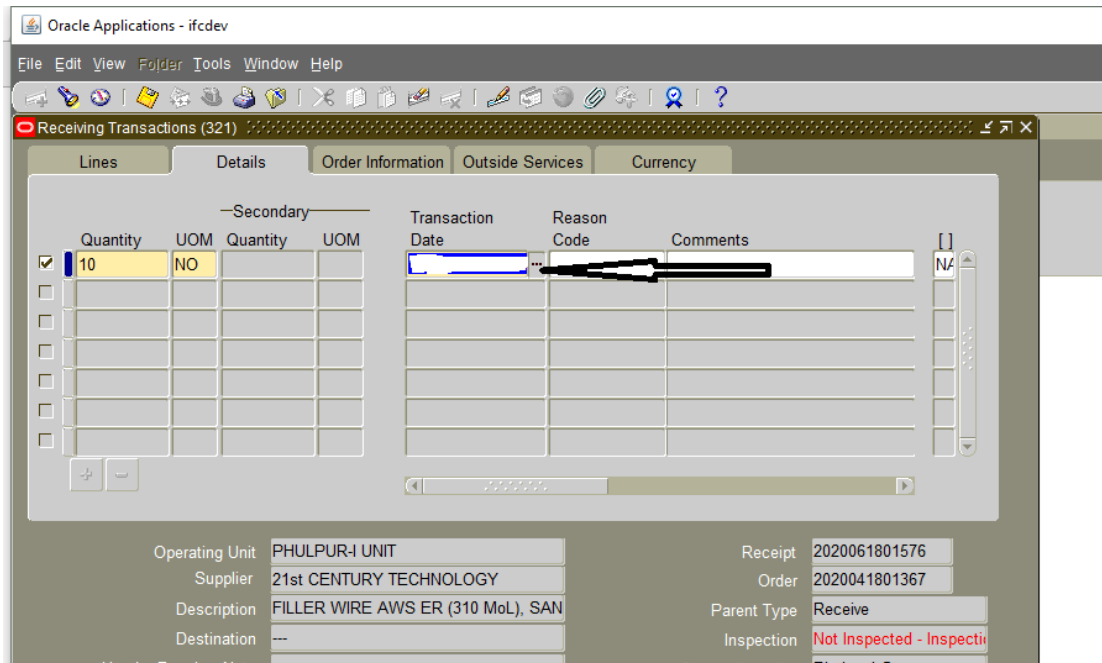 Oracle Applications - ifcdev
File Edit View Folder Tools Window Help
Receiving Transactions (321)
Lines Details Order Information Outside Services Currency
Secondary
Transaction Reason
Quantity UOM Quantity UOM Date Code Comments [ ]
10 NO NA
Operating Unit PHULPUR-I UNIT Receipt 2020061801576
Supplier 21st CENTURY TECHNOLOGY Order 2020041801367
Description FILLER WIRE AWS ER (310 MoL), SAN Parent Type Receive
Destination --- Inspection Not Inspected - Inspectio